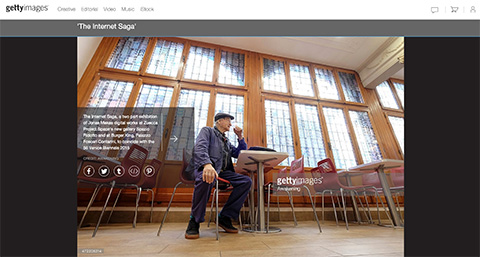 gettyimages
Creative Editorial Video Music iStock
'The Internet Saga'
The Internet Saga, a two part exhibition
of Jonas Mekas digital works at Zuecca
Project Space's new gallery Spazio
Ridotto and at Burger King, Palazzo
Foscari Contarini, to coincide with the
56 Venice Biennale 2015
gettyimages
Awakening